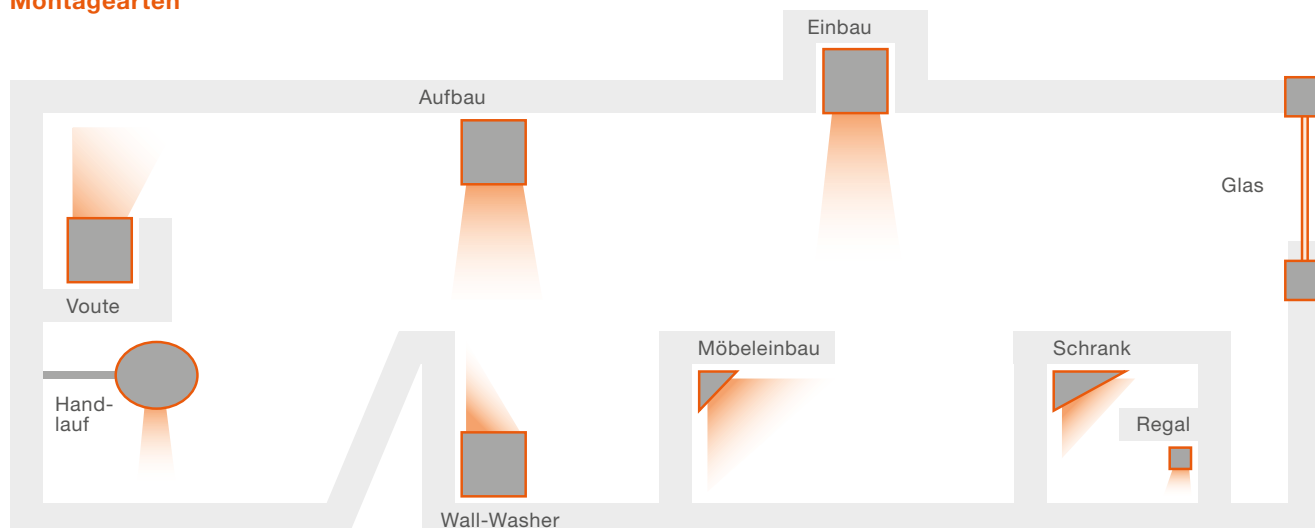 Montagearten
Einbau
Aufbau
Glas
Voute
Möbeleinbau
Schrank
Hand-
lauf
Regal
Wall-Washer